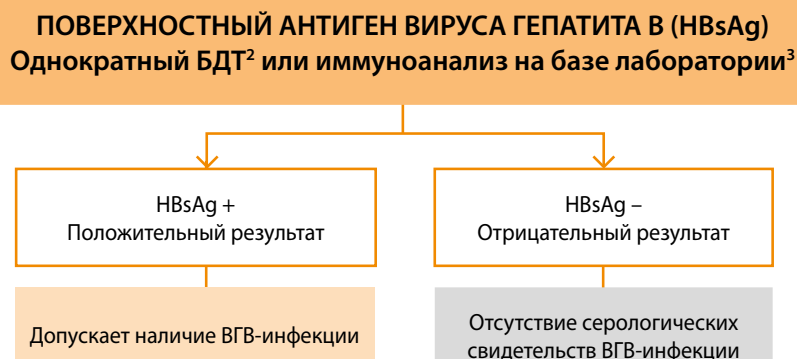 ПОВЕРХНОСТНЫЙ АНТИГЕН ВИРУСА ГЕПАТИТА B (HBsAg)
Однократный БДТ² или иммуноанализ на базе лаборатории³
HBsAg +
Положительный результат
HBsAg –
Отрицательный результат
Допускает наличие ВГВ-инфекции
Отсутствие серологических
свидетельств ВГВ-инфекции